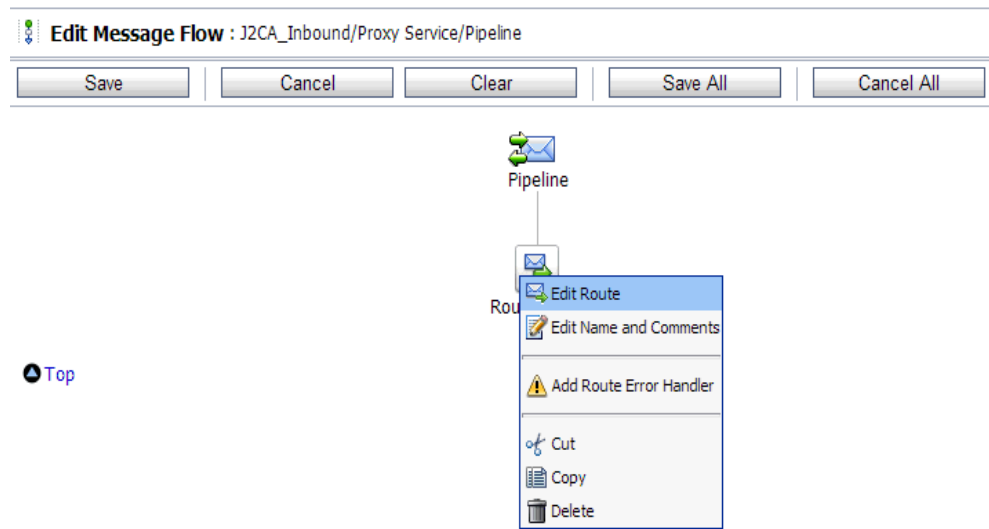 Edit Message Flow : J2CA_Inbound/Proxy Service/Pipeline
Save Cancel Clear Save All Cancel All
Pipeline
Rou
Edit Route
Edit Name and Comments
Top
Add Route Error Handler
Cut
Copy
Delete